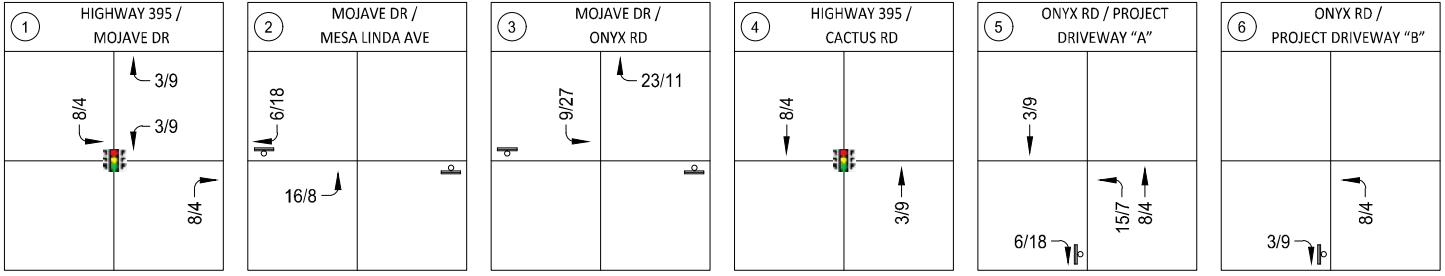 1
HIGHWAY 395 /
MOJAVE DR
3/9
8/4
3/9
8/4
2
MOJAVE DR /
MESA LINDA AVE
6/18
16/8
3
MOJAVE DR /
ONYX RD
23/11
9/27
4
HIGHWAY 395 /
CACTUS RD
8/4
3/9
5
ONYX RD / PROJECT
DRIVEWAY “A”
3/9
15/7
8/4
6/18
6
ONYX RD /
PROJECT DRIVEWAY “B”
8/4
3/9